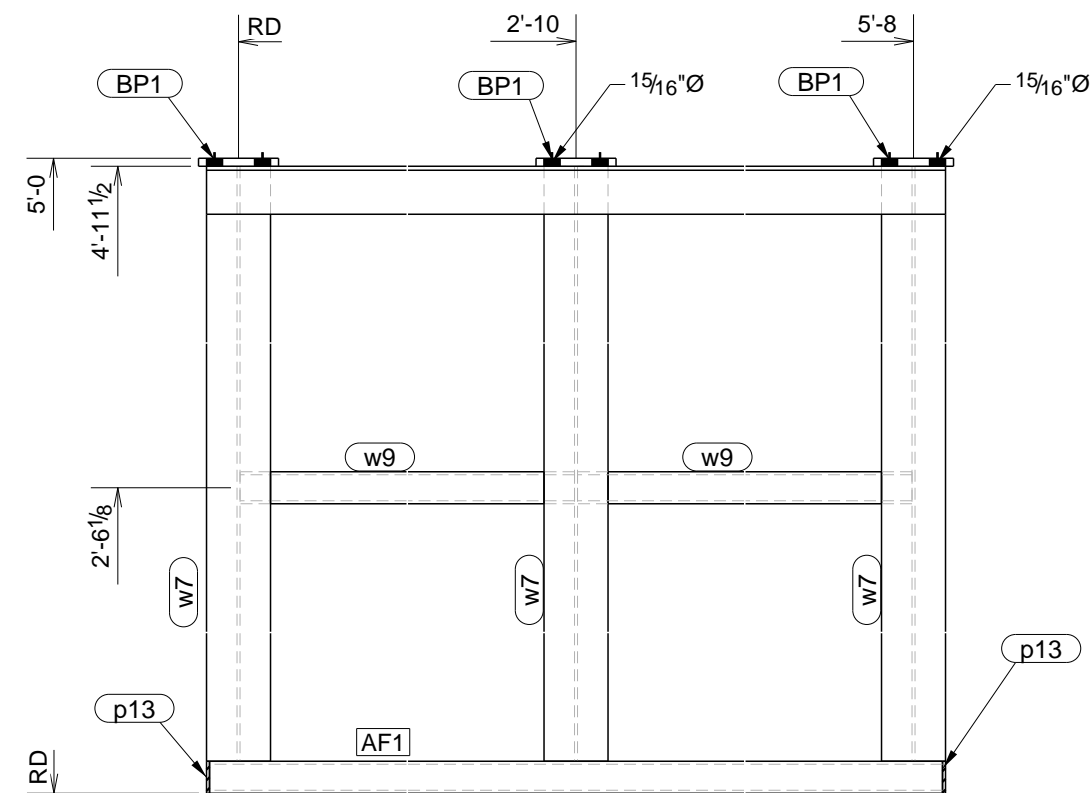 RD
2'-10
5'-8
BP1
BP1
15/16"Ø
BP1
15/16"Ø
5'-0
4'-11 1/2
w9
w9
2'-6 1/8
w7
w7
w7
p13
p13
AF1
RD